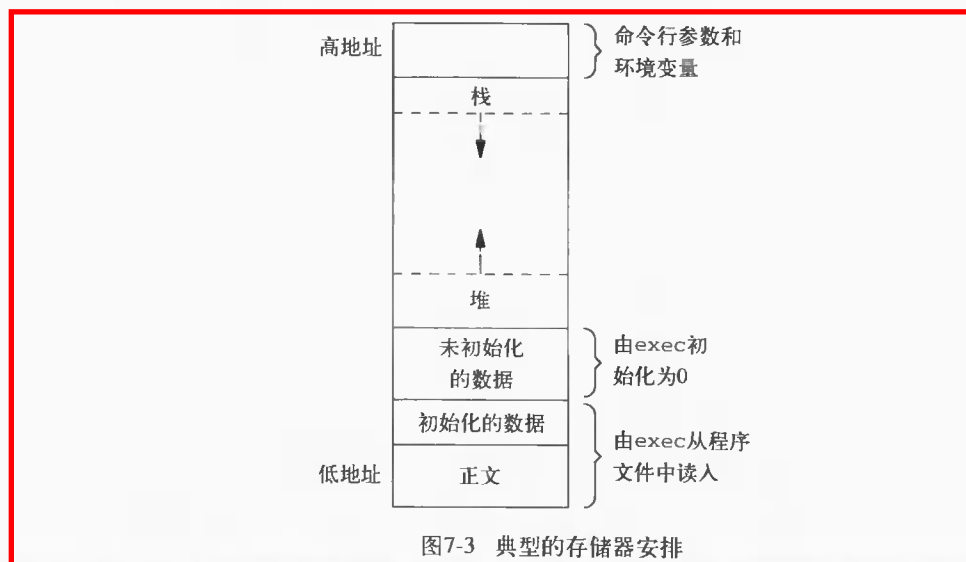 高地址
命令行参数和
环境变量
栈
堆
未初始化
的数据
由exec初
始化为0
初始化的数据
由exec从程序
文件中读入
低地址
正文
图7-3 典型的存储器安排